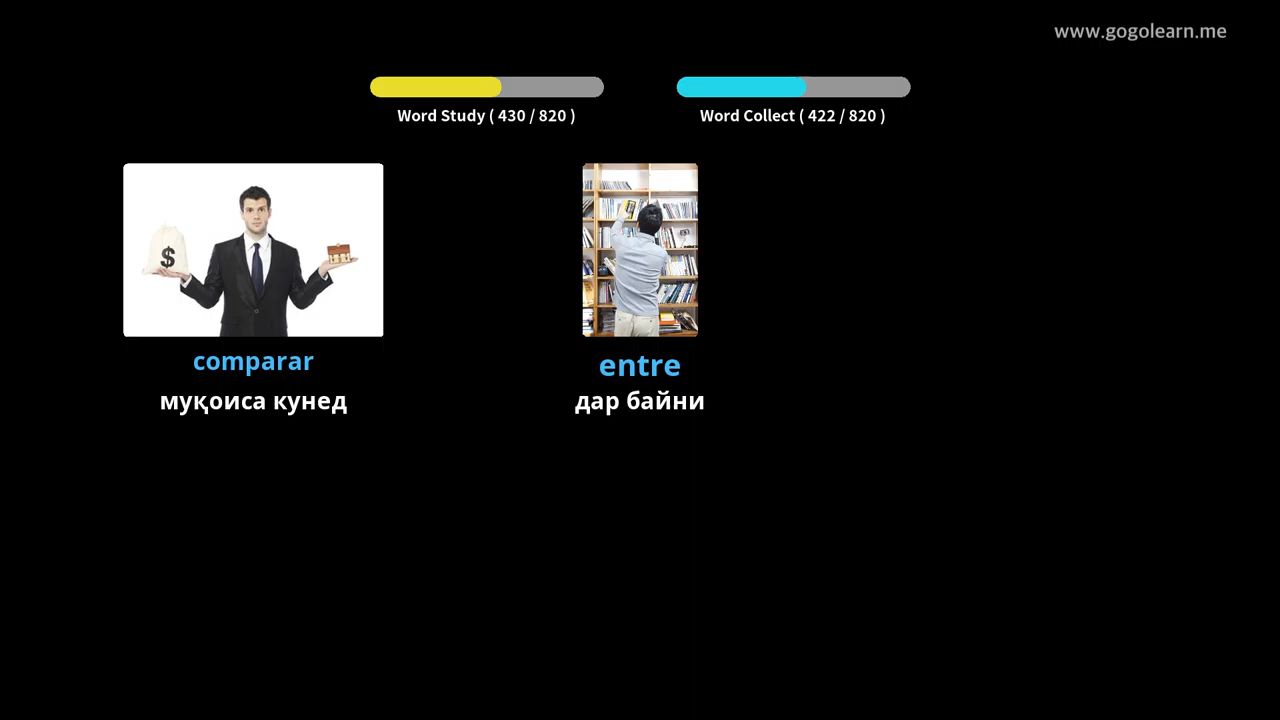 www.gogolearn.me
Word Study ( 430 / 820 )
Word Collect ( 422 / 820 )
$
comparar
муқоиса кунед
entre
дар байни